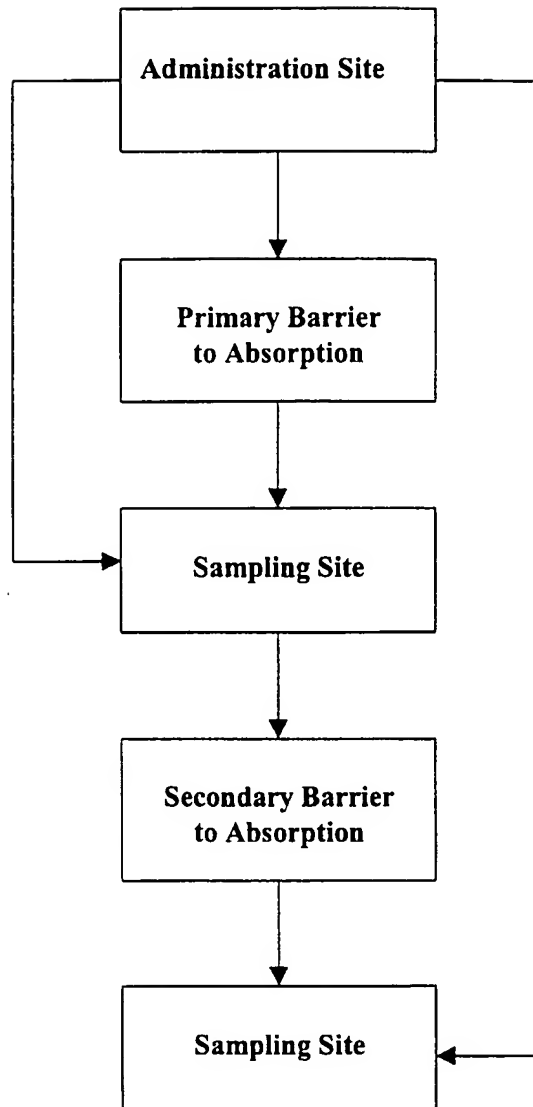 Administration Site
Primary Barrier
to Absorption
Sampling Site
Secondary Barrier
to Absorption
Sampling Site